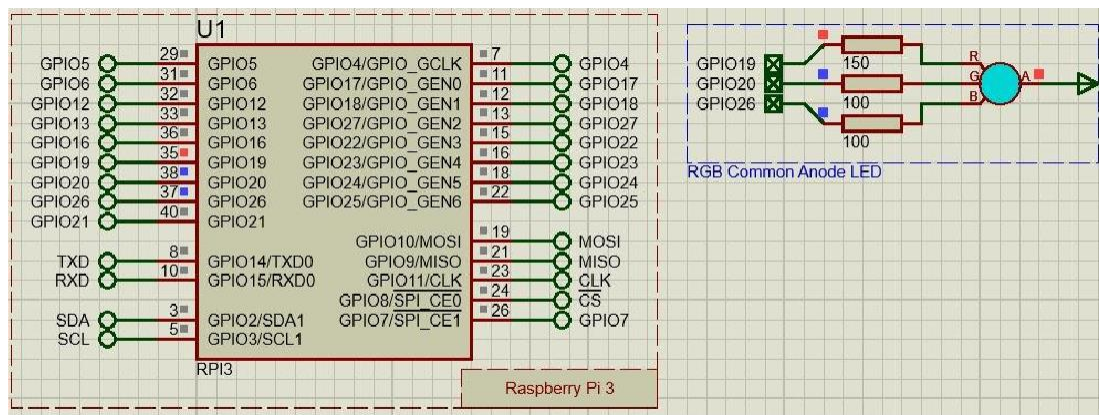 U1
GPIO5 29 GPIO5 GPIO4/GPIO_GCLK 7 GPIO4
GPIO6 31 GPIO6 GPIO17/GPIO_GEN0 11 GPIO17
GPIO12 32 GPIO12 GPIO18/GPIO_GEN1 12 GPIO18
GPIO13 33 GPIO13 GPIO27/GPIO_GEN2 13 GPIO27
GPIO16 36 GPIO16 GPIO22/GPIO_GEN3 15 GPIO22
GPIO19 35 GPIO19 GPIO23/GPIO_GEN4 16 GPIO23
GPIO20 38 GPIO20 GPIO24/GPIO_GEN5 18 GPIO24
GPIO26 37 GPIO26 GPIO25/GPIO_GEN6 22 GPIO25
GPIO21 40 GPIO21
GPIO10/MOSI 19 MOSI
TXD 8 GPIO14/TXD0 GPIO9/MISO 21 MISO
RXD 10 GPIO15/RXD0 GPIO11/CLK 23 CLK
GPIO8/SPI_CE0 24 CS
SDA 3 GPIO2/SDA1 GPIO7/SPI_CE1 26 GPIO7
SCL 5 GPIO3/SCL1
RPI3
Raspberry Pi 3
GPIO19 150 R
GPIO20 100 G A
GPIO26 100 B
RGB Common Anode LED